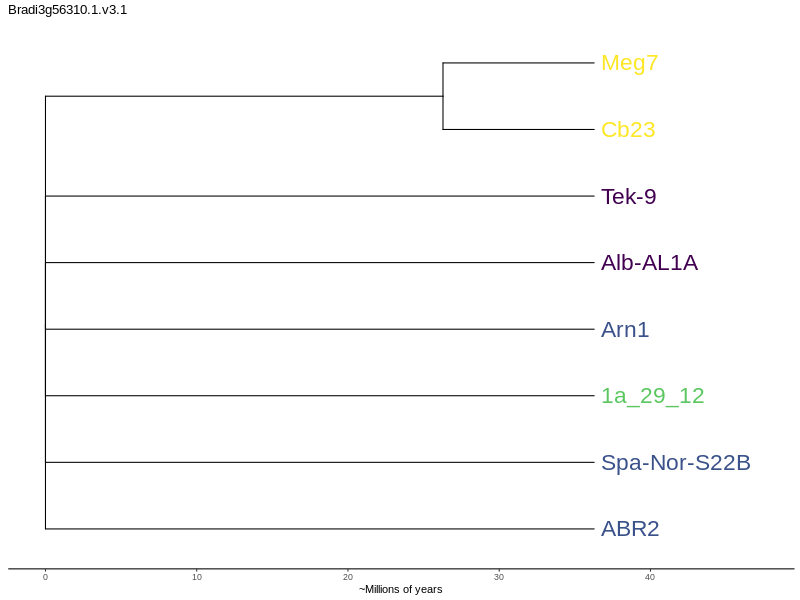 Bradi3g56310.1.v3.1
Meg7
Cb23
Tek-9
Alb-AL1A
Arn1
1a_29_12
Spa-Nor-S22B
ABR2
0 10 20 30 40
~Millions of years